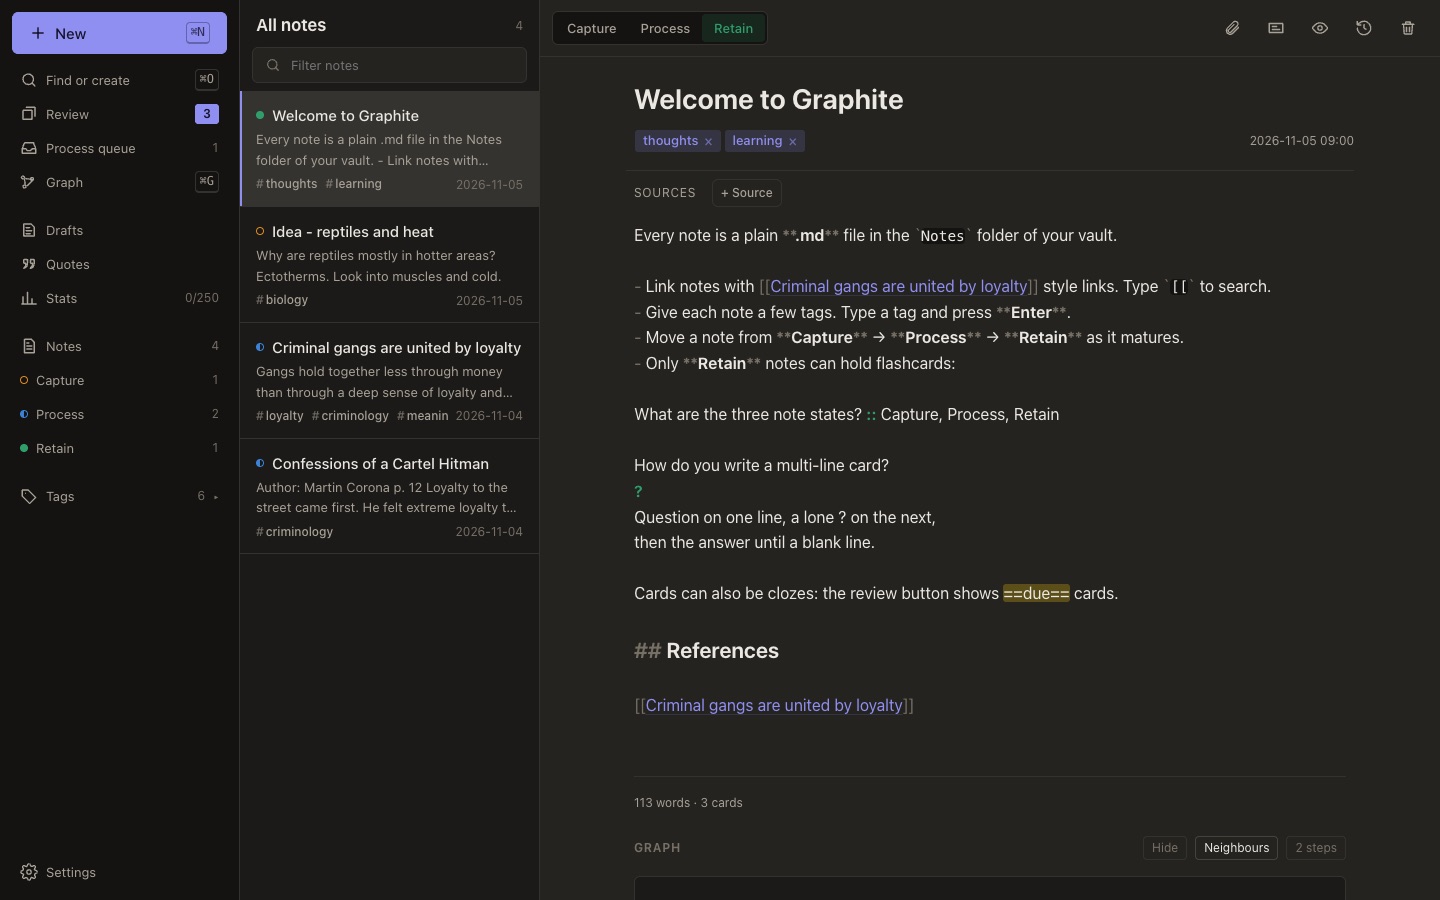 New ⌘N
Find or create ⌘O
Review 3
Process queue 1
Graph ⌘G
Drafts
Quotes
Stats 0/250
Notes 4
Capture 1
Process 2
Retain 1
Tags 6
Settings
All notes 4
Filter notes
Welcome to Graphite
Every note is a plain .md file in the Notes
folder of your vault. - Link notes with…
#thoughts #learning 2026-11-05
Idea - reptiles and heat
Why are reptiles mostly in hotter areas?
Ectotherms. Look into muscles and cold.
#biology 2026-11-05
Criminal gangs are united by loyalty
Gangs hold together less through money
than through a deep sense of loyalty and…
#loyalty #criminology #meanin 2026-11-04
Confessions of a Cartel Hitman
Author: Martin Corona p. 12 Loyalty to the
street came first. He felt extreme loyalty t…
#criminology 2026-11-04
Capture Process Retain
Welcome to Graphite
thoughts × learning × 2026-11-05 09:00
SOURCES + Source
Every note is a plain **.md** file in the `Notes` folder of your vault.
- Link notes with [[Criminal gangs are united by loyalty]] style links. Type `[[` to search.
- Give each note a few tags. Type a tag and press **Enter**.
- Move a note from **Capture** → **Process** → **Retain** as it matures.
- Only **Retain** notes can hold flashcards:
What are the three note states? :: Capture, Process, Retain
How do you write a multi-line card?
?
Question on one line, a lone ? on the next,
then the answer until a blank line.
Cards can also be clozes: the review button shows ==due== cards.
## References
[[Criminal gangs are united by loyalty]]
113 words · 3 cards
GRAPH Hide Neighbours 2 steps